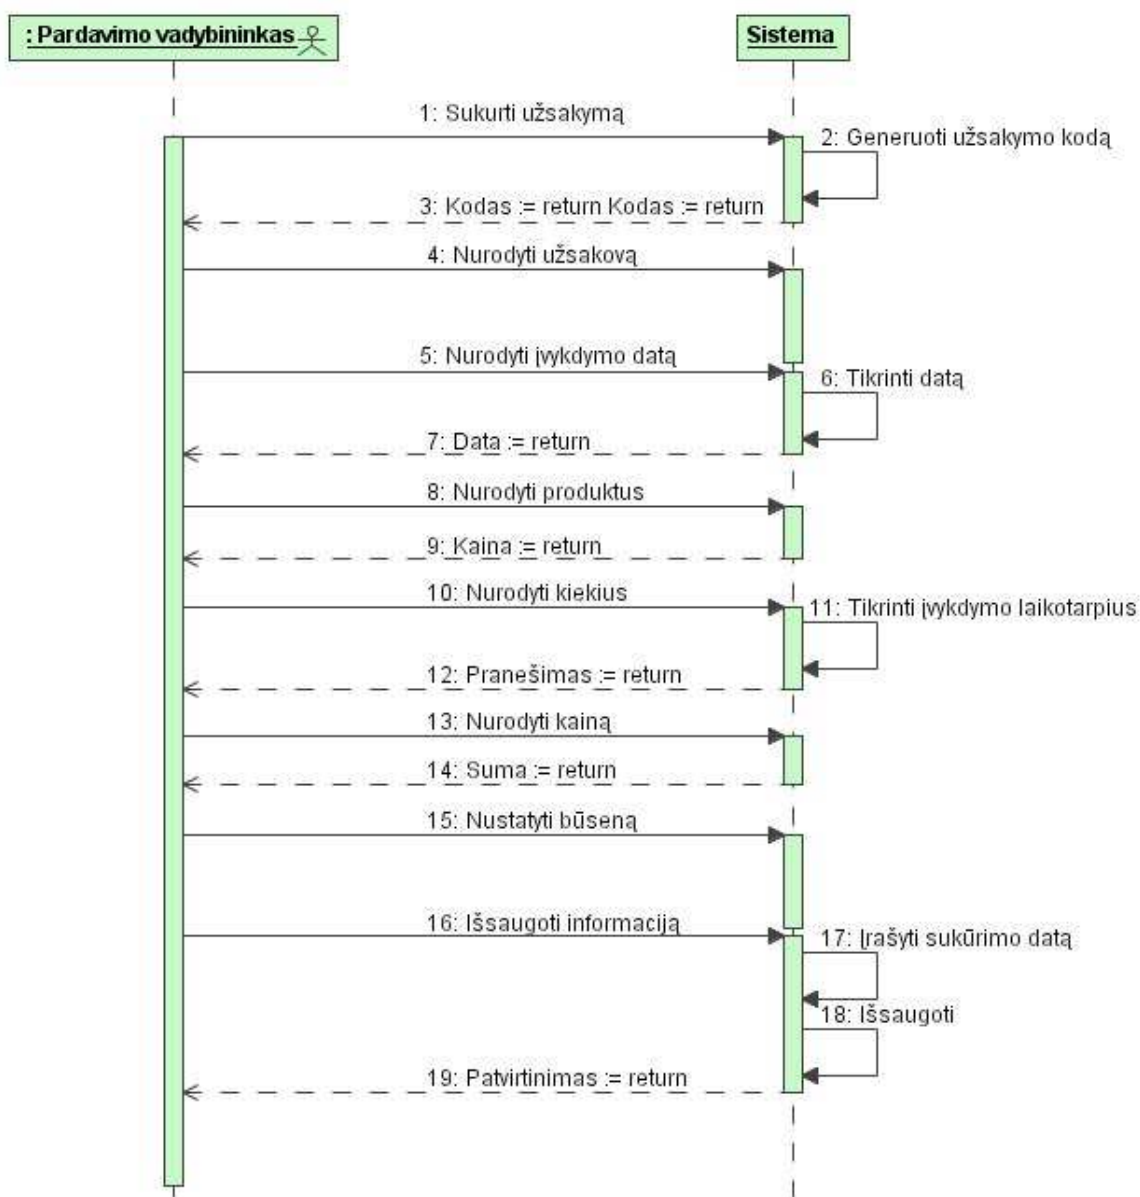 : Pardavimo vadybininkas
Sistema
1: Sukurti užsakymą
2: Generuoti užsakymo kodą
3: Kodas := return Kodas := return
4: Nurodyti užsakovą
5: Nurodyti įvykdymo datą
6: Tikrinti datą
7: Data := return
8: Nurodyti produktus
9: Kaina := return
10: Nurodyti kiekius
11: Tikrinti įvykdymo laikotarpius
12: Pranešimas := return
13: Nurodyti kainą
14: Suma := return
15: Nustatyti būseną
16: Išsaugoti informaciją
17: Įrašyti sukūrimo datą
18: Išsaugoti
19: Patvirtinimas := return